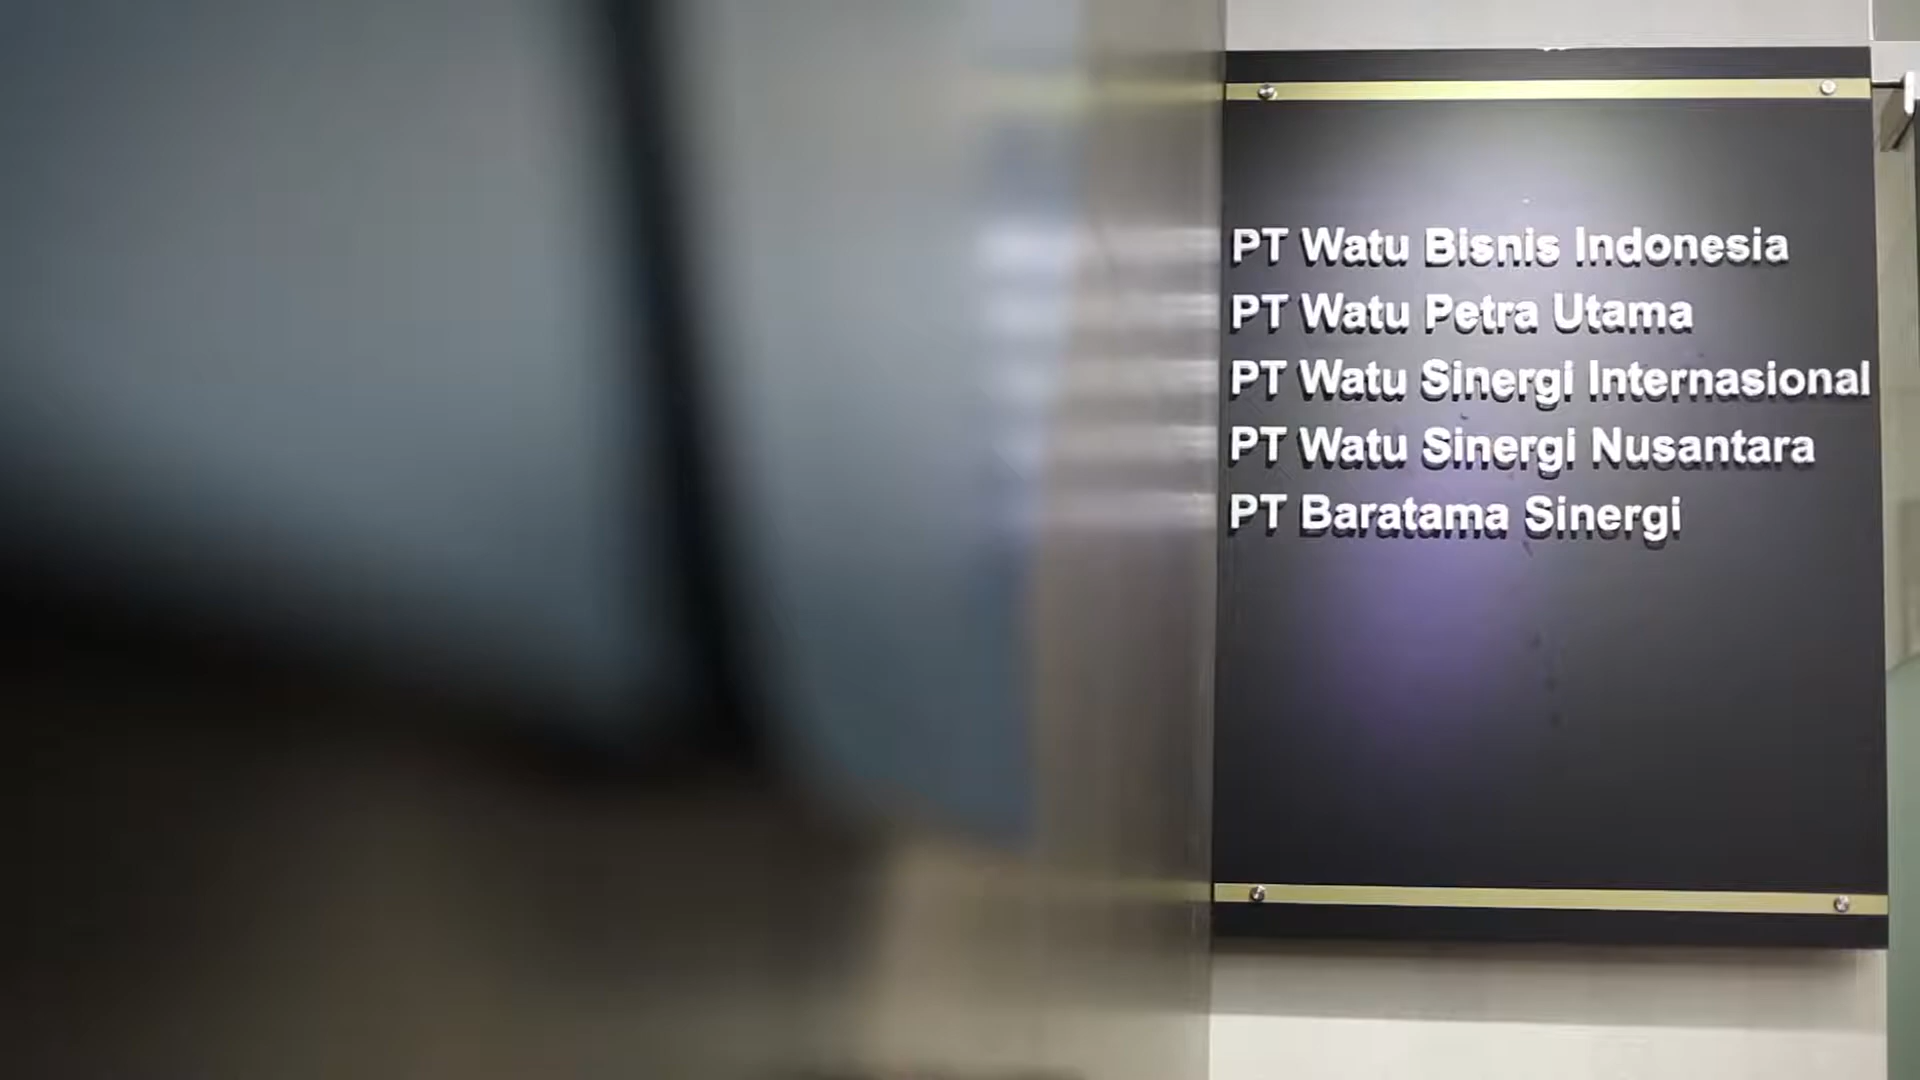 PT Watu Bisnis Indonesia
PT Watu Petra Utama
PT Watu Sinergi Internasional
PT Watu Sinergi Nusantara
PT Baratama Sinergi